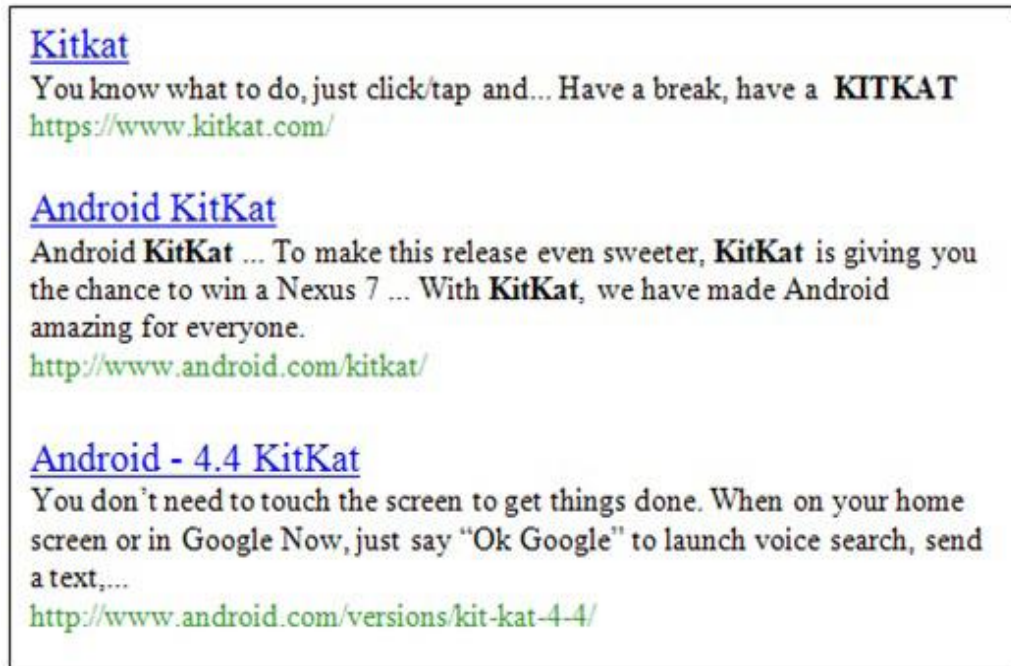 Kitkat
You know what to do, just click/tap and... Have a break, have a KITKAT
https://www.kitkat.com/
Android KitKat
Android KitKat ... To make this release even sweeter, KitKat is giving you
the chance to win a Nexus 7 ... With KitKat, we have made Android
amazing for everyone.
http://www.android.com/kitkat/
Android - 4.4 KitKat
You don't need to touch the screen to get things done. When on your home
screen or in Google Now, just say “Ok Google” to launch voice search, send
a text,...
http://www.android.com/versions/kit-kat-4-4/